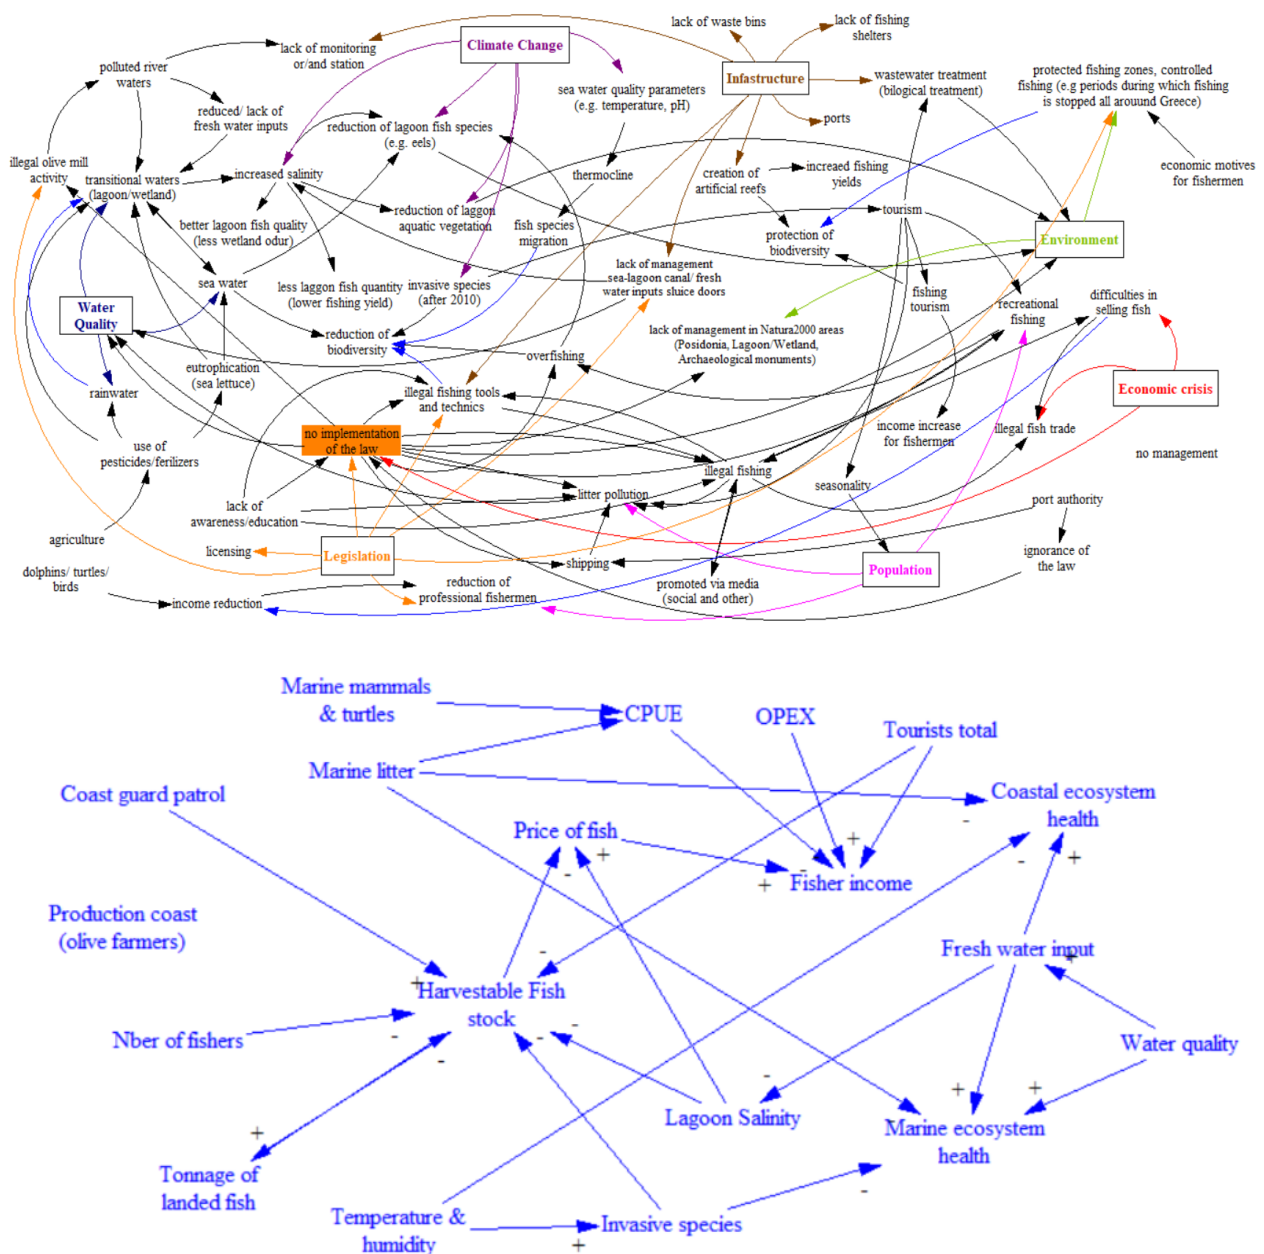 lack of waste bins
lack of fishing
shelters
Climate Change
lack of monitoring
or/and station
polluted river
waters
Infastructure
wastewater treatment
(bilogical treatment)
protected fishing zones, controlled
fishing (e.g periods during which fishing
is stopped all around Greece)
sea water quality parameters
(e.g. temperature, pH)
reduced/ lack of
fresh water inputs
reduction of lagoon fish species
(e.g. eels)
ports
illegal olive mill
activity
transitional waters
(lagoon/wetland)
increased salinity
thermocline
creation of
artificial reefs
increaed fishing
yields
economic motives
for fishermen
better lagoon fish quality
(less wetland odur)
reduction of laggon
aquatic vegetation
fish species
migration
tourism
protection of
biodiversity
Environment
sea water
less laggon fish quantity
(lower fishing yield)
invasive species
(after 2010)
lack of management
sea-lagoon canal/ fresh
water inputs sluice doors
fishing
tourism
recreational
fishing
difficulties in
selling fish
Water
Quality
reduction of
biodiversity
lack of management in Natura2000 areas
(Posidonia, Lagoon/Wetland,
Archaeological monuments)
overfishing
eutrophication
(sea lettuce)
rainwater
illegal fishing tools
and technics
Economic crisis
no implementation
of the law
income increase
for fishermen
illegal fish trade
use of
pesticides/ferilizers
no management
illegal fishing
seasonality
litter pollution
port authority
lack of
awareness/education
agriculture
licensing
Legislation
shipping
Population
ignorance of
the law
dolphins/ turtles/
birds
income reduction
reduction of
professional fishermen
promoted via media
(social and other)
Marine mammals
& turtles
CPUE
OPEX
Tourists total
Marine litter
Coast guard patrol
Coastal ecosystem
health
-
Price of fish
+
+
-
+
-
+
-
Fisher income
+
Production coast
(olive farmers)
Fresh water input
+
-
+
Harvestable Fish
stock
-
-
Nber of fishers
-
-
Water quality
-
+
+
Lagoon Salinity
Marine ecosystem
health
+
Tonnage of
landed fish
-
Temperature &
humidity
+
Invasive species